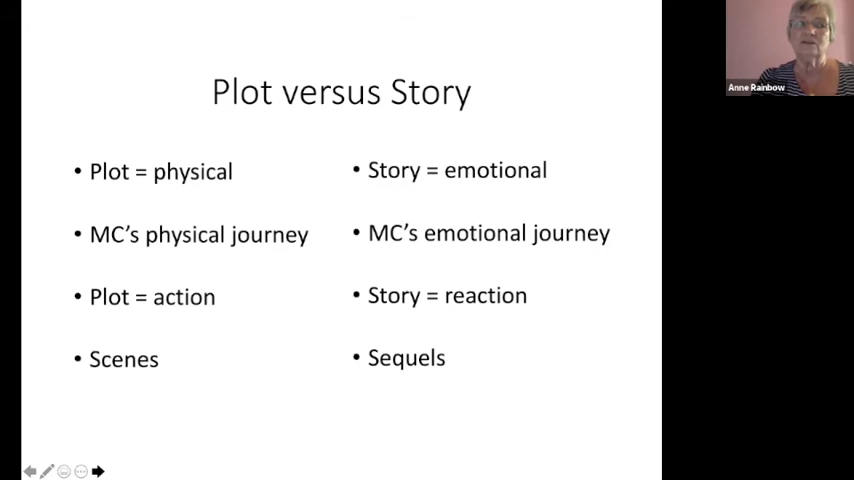 Plot versus Story
• Plot = physical
• MC's physical journey
• Plot = action
• Scenes
• Story = emotional
• MC's emotional journey
• Story = reaction
• Sequels
Anne Rainbow